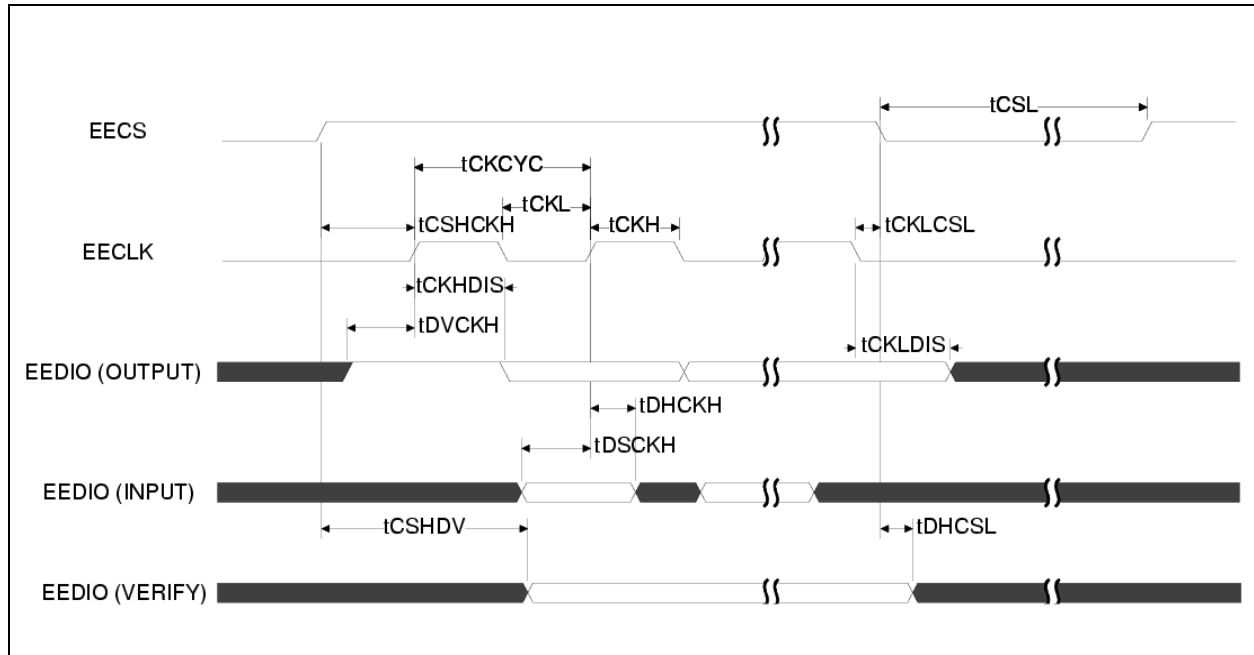 tCSL
EECS
tCKCYC
tCKL
tCSHCKH
tCKH
tCKLCSL
EECLK
tCKHDIS
tDVCKH
tCKLDIS
EEDIO (OUTPUT)
tDHCKH
tDSCKH
EEDIO (INPUT)
tCSHDV
tDHCSL
EEDIO (VERIFY)